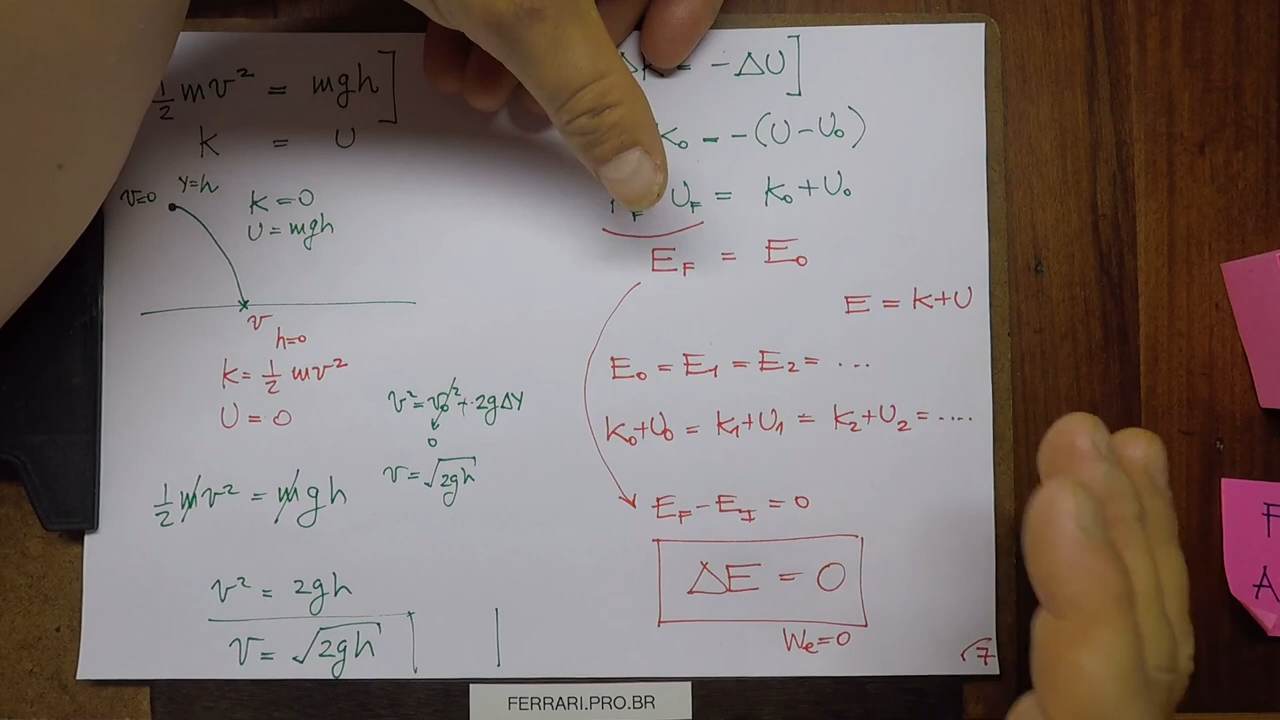 ½mv² = mgh]
K = U
v=0
y=h
K=0
U=mgh
v
h=0
K=½mv²
U=0
v²=v₀²+2gΔY
0
v=√2gh
½mv² = mgh
v² = 2gh
v = √2gh
= -ΔU]
K₀ = -(U-U₀)
U_F = K₀+U₀
E_F = E₀
E = K+U
E₀ = E₁ = E₂ = ...
K₀+U₀ = K₁+U₁ = K₂+U₂ = ....
E_F - E_I = 0
ΔE = 0
Wₑ=0
7
FERRARI.PRO.BR
F
A